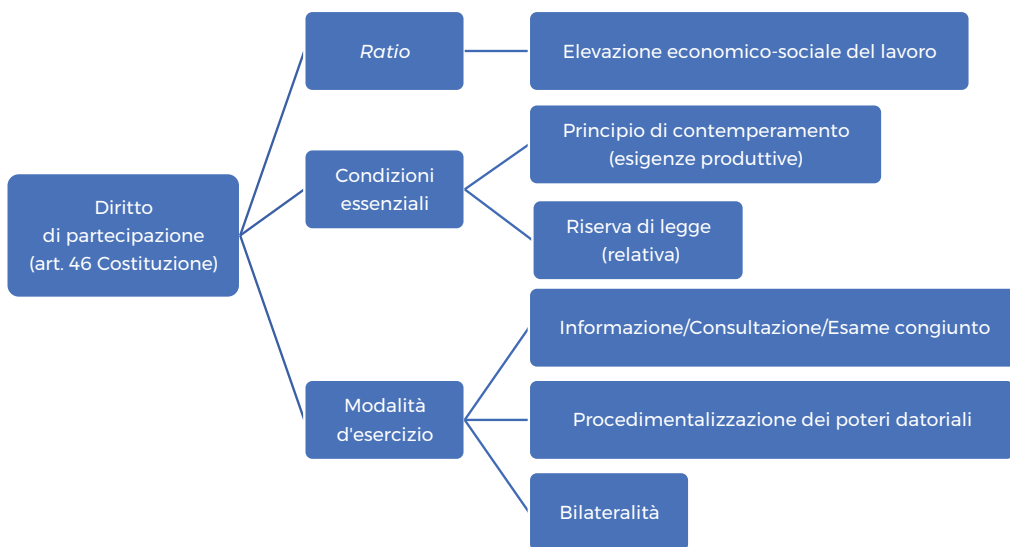 Ratio
Elevazione economico-sociale del lavoro
Principio di contemperamento
(esigenze produttive)
Condizioni
essenziali
Diritto
di partecipazione
(art. 46 Costituzione)
Riserva di legge
(relativa)
Informazione/Consultazione/Esame congiunto
Modalità
d'esercizio
Procedimentalizzazione dei poteri datoriali
Bilateralità